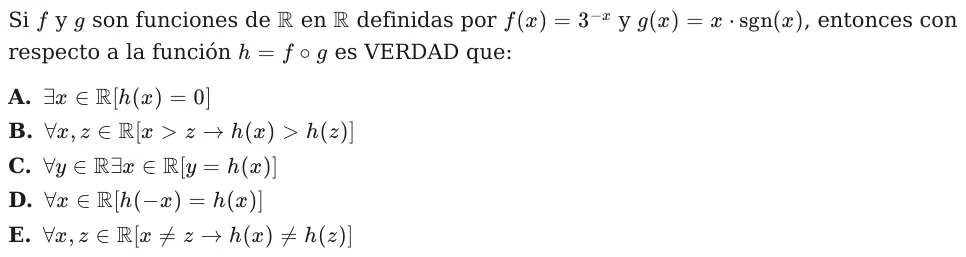 Si f y g son funciones de ℝ en ℝ definidas por f(x) = 3⁻ˣ y g(x) = x · sgn(x), entonces con
respecto a la función h = f ∘ g es VERDAD que:
A. ∃x ∈ ℝ[h(x) = 0]
B. ∀x, z ∈ ℝ[x > z → h(x) > h(z)]
C. ∀y ∈ ℝ∃x ∈ ℝ[y = h(x)]
D. ∀x ∈ ℝ[h(−x) = h(x)]
E. ∀x, z ∈ ℝ[x ≠ z → h(x) ≠ h(z)]